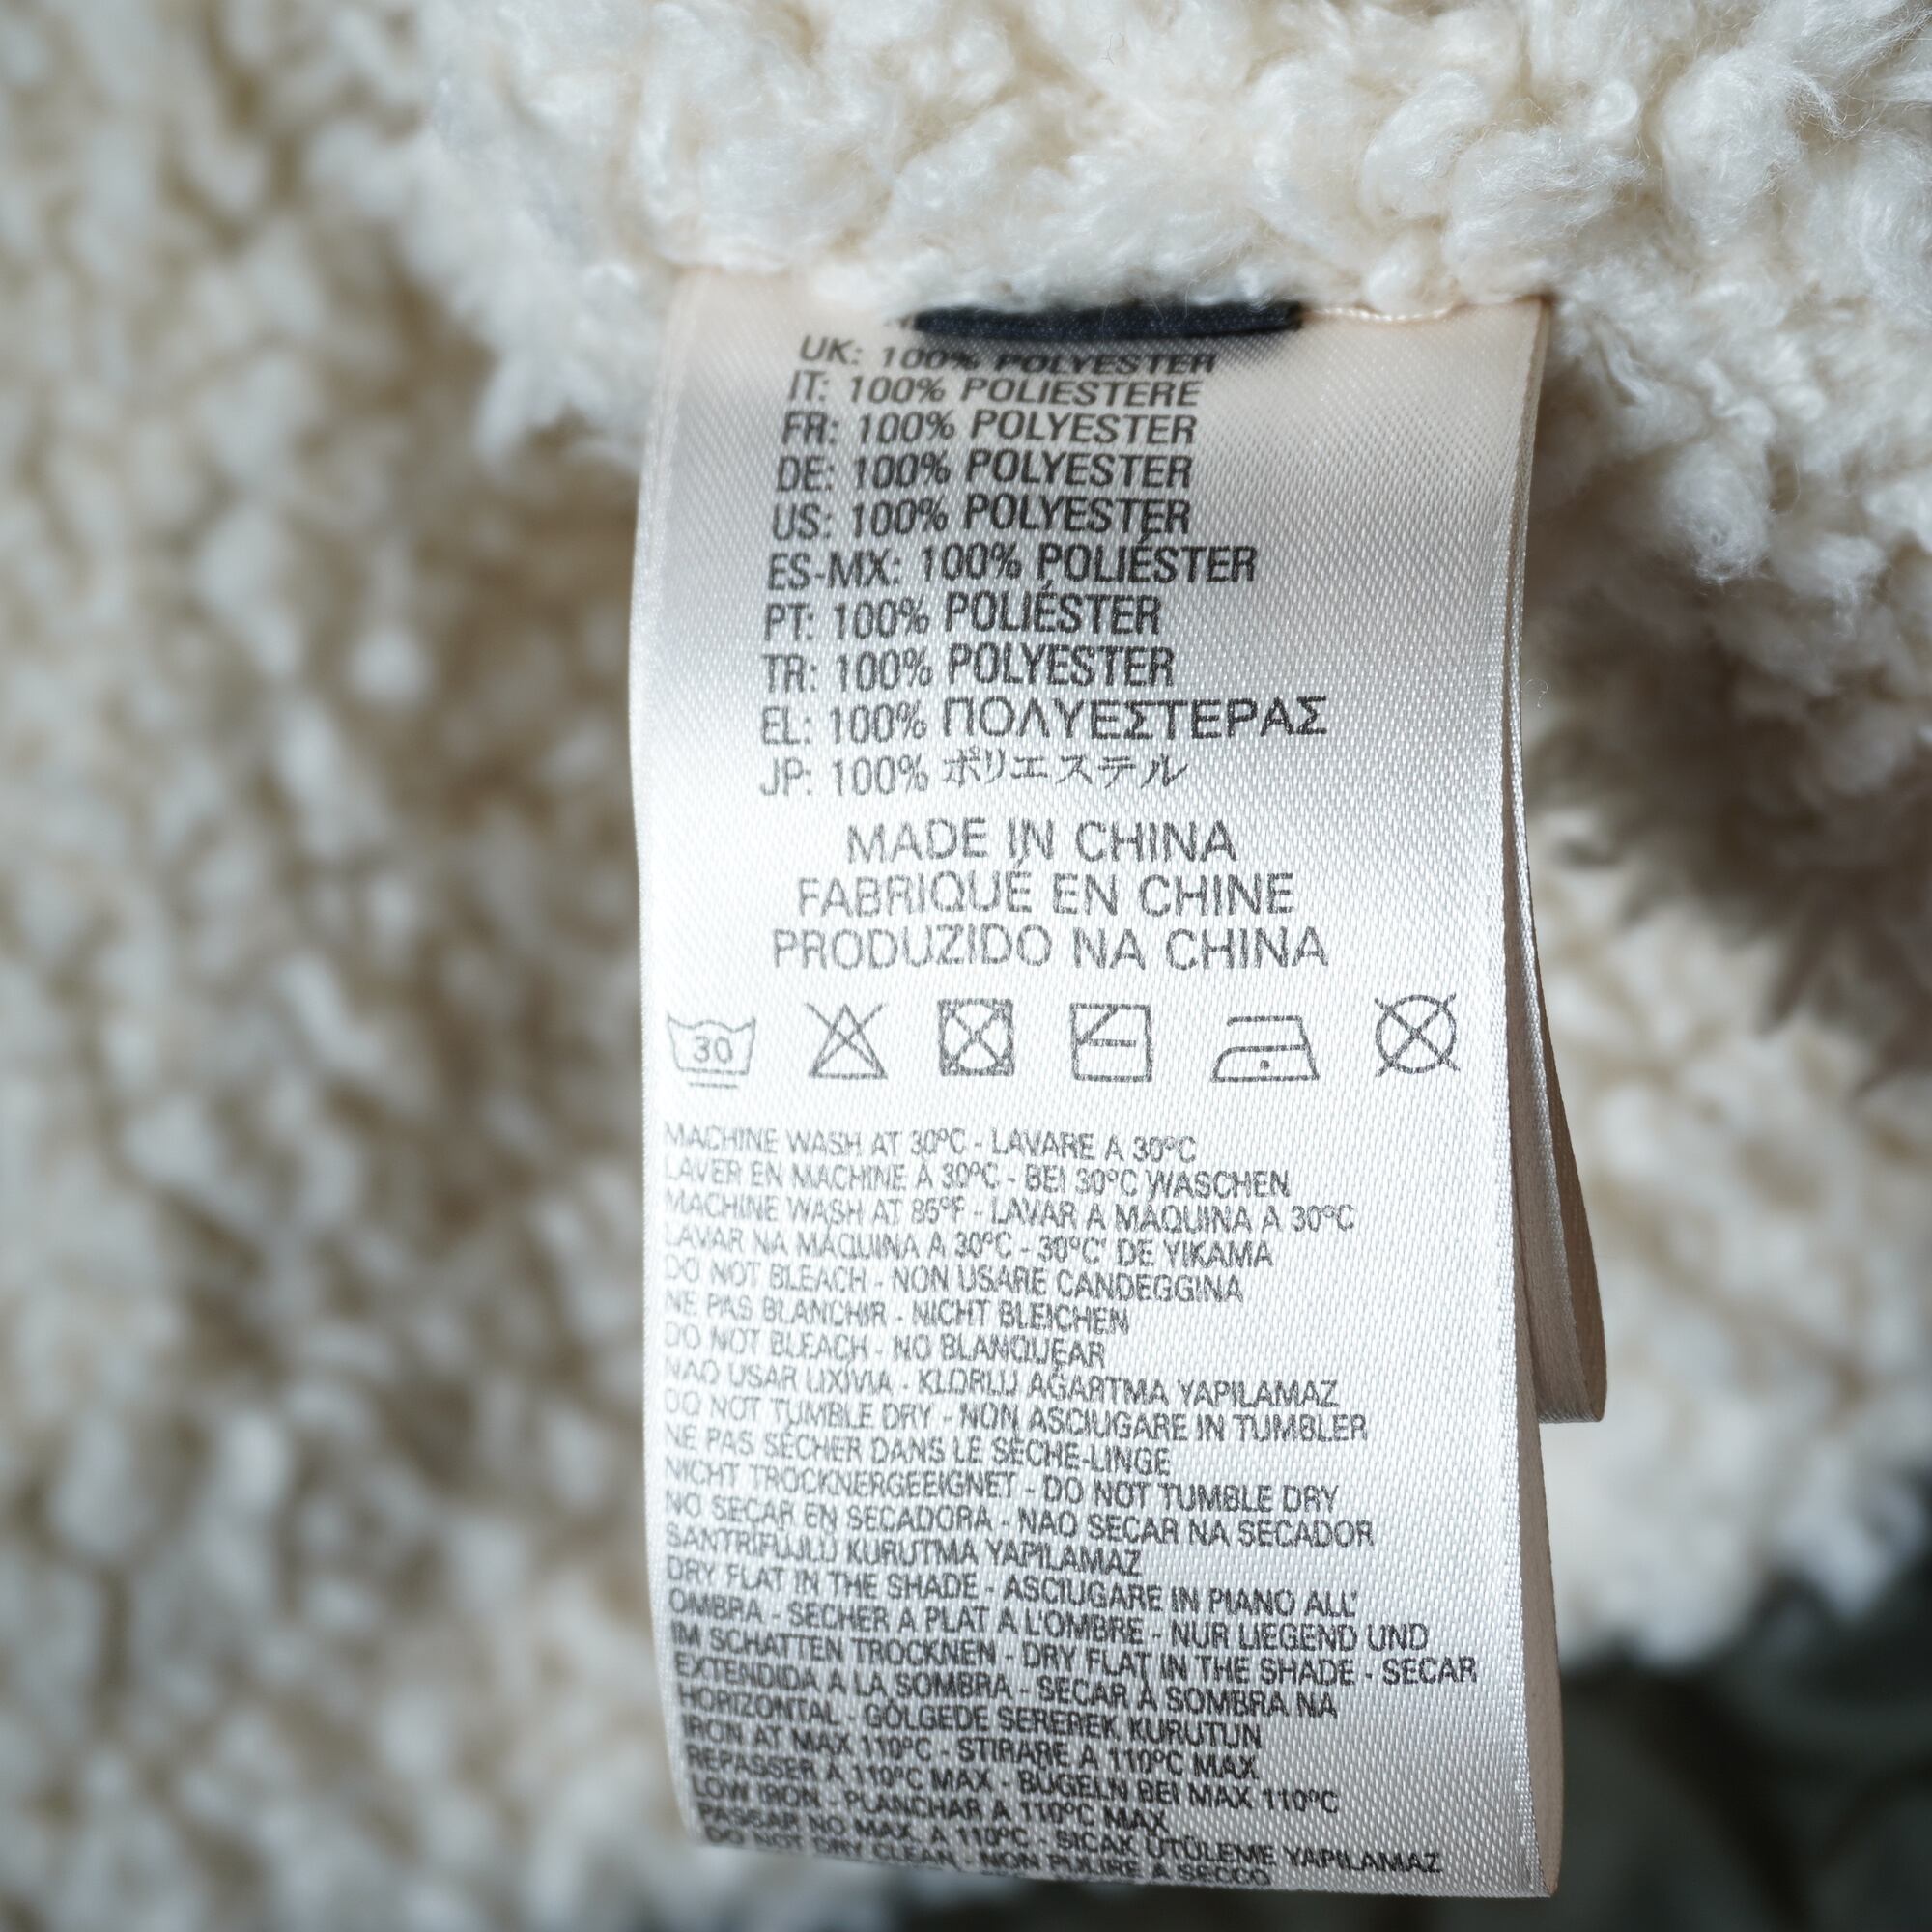 UK: 100% POLYESTER
IT: 100% POLIESTERE
FR: 100% POLYESTER
DE: 100% POLYESTER
US: 100% POLYESTER
ES-MX: 100% POLIÉSTER
PT: 100% POLIÉSTER
TR: 100% POLYESTER
EL: 100% ΠΟΛΥΕΣΤΕΡΑΣ
JP: 100% ポリエステル
MADE IN CHINA
FABRIQUÉ EN CHINE
PRODUZIDO NA CHINA
30
MACHINE WASH AT 30ºC - LAVARE A 30ºC
LAVER EN MACHINE À 30ºC - BEI 30ºC WASCHEN
MACHINE WASH AT 85ºF - LAVAR A MÁQUINA A 30ºC
LAVAR NA MÁQUINA A 30ºC - 30ºC' DE YIKAMA
DO NOT BLEACH - NON USARE CANDEGGINA
NE PAS BLANCHIR - NICHT BLEICHEN
DO NOT BLEACH - NO BLANQUEAR
NÃO USAR LIXÍVIA - KLORLU AĞARTMA YAPILAMAZ
DO NOT TUMBLE DRY - NON ASCIUGARE IN TUMBLER
NE PAS SÉCHER DANS LE SÈCHE-LINGE
NICHT TROCKNERGEEIGNET - DO NOT TUMBLE DRY
NO SECAR EN SECADORA - NÃO SECAR NA SECADOR
SANTRİFÜJLÜ KURUTMA YAPILAMAZ
DRY FLAT IN THE SHADE - ASCIUGARE IN PIANO ALL'
OMBRA - SÉCHER À PLAT À L'OMBRE - NUR LIEGEND UND
IM SCHATTEN TROCKNEN - DRY FLAT IN THE SHADE - SECAR
EXTENDIDA A LA SOMBRA - SECAR À SOMBRA NA
HORIZONTAL - GÖLGEDE SEREREK KURUTUN
IRON AT MAX 110ºC - STIRARE A 110ºC MAX
REPASSER À 110ºC MAX - BÜGELN BEI MAX 110ºC
LOW IRON - PLANCHAR A 110ºC MAX
PASSAR NO MAX. A 110ºC - SICAK ÜTÜLEME YAPILAMAZ
DO NOT DRY CLEAN - NON PULIRE A SECCO